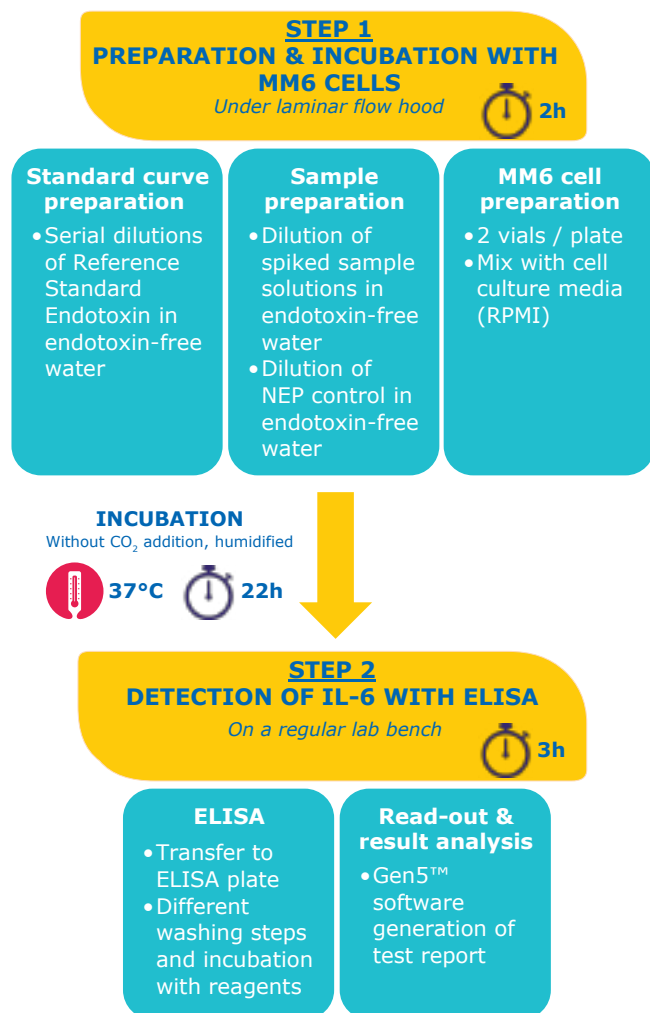 STEP 1
PREPARATION & INCUBATION WITH
MM6 CELLS
Under laminar flow hood
2h
Standard curve
preparation
•Serial dilutions
of Reference
Standard
Endotoxin in
endotoxin-free
water
Sample
preparation
•Dilution of
spiked sample
solutions in
endotoxin-free
water
•Dilution of
NEP control in
endotoxin-free
water
MM6 cell
preparation
•2 vials / plate
•Mix with cell
culture media
(RPMI)
INCUBATION
Without CO₂ addition, humidified
37°C
22h
STEP 2
DETECTION OF IL-6 WITH ELISA
On a regular lab bench
3h
ELISA
•Transfer to
ELISA plate
•Different
washing steps
and incubation
with reagents
Read-out &
result analysis
•Gen5™
software
generation of
test report